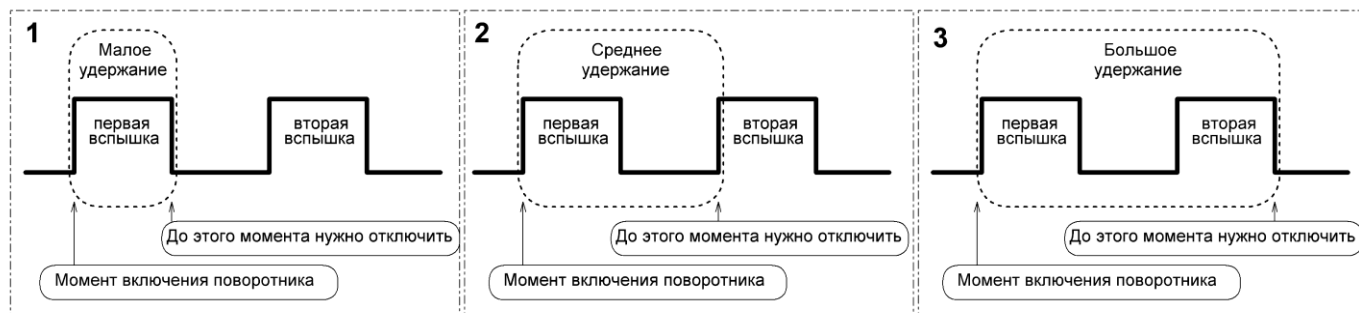 1
Малое
удержание
первая
вспышка
вторая
вспышка
До этого момента нужно отключить
Момент включения поворотника
2
Среднее
удержание
первая
вспышка
вторая
вспышка
До этого момента нужно отключить
Момент включения поворотника
3
Большое
удержание
первая
вспышка
вторая
вспышка
До этого момента нужно отключить
Момент включения поворотника